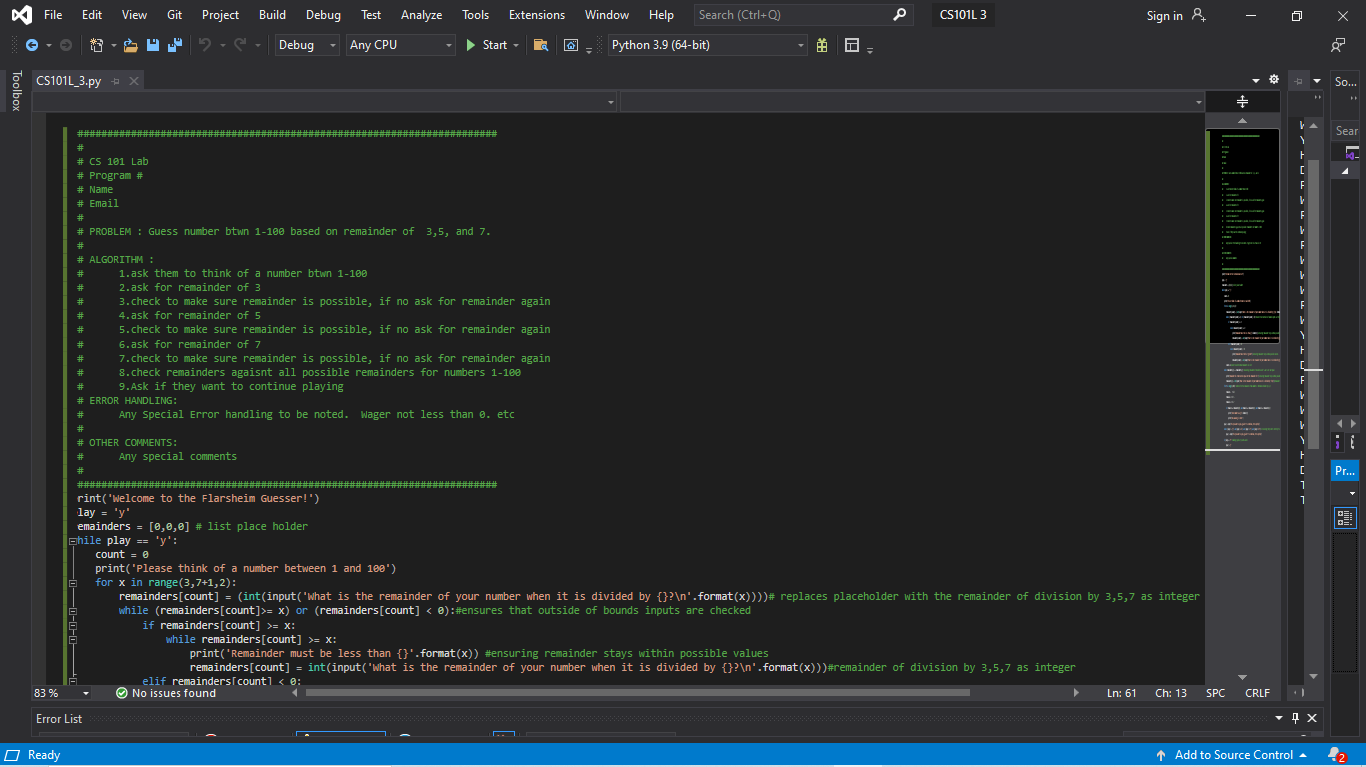 File Edit View Git Project Build Debug Test Analyze Tools Extensions Window Help Search (Ctrl+Q) CS101L 3 Sign in
Debug Any CPU Start Python 3.9 (64-bit)
Toolbox
CS101L_3.py
So...
Sear
######################################################################
#
# CS 101 Lab
# Program #
# Name
# Email
#
# PROBLEM : Guess number btwn 1-100 based on remainder of  3,5, and 7.
#
# ALGORITHM :
#      1.ask them to think of a number btwn 1-100
#      2.ask for remainder of 3
#      3.check to make sure remainder is possible, if no ask for remainder again
#      4.ask for remainder of 5
#      5.check to make sure remainder is possible, if no ask for remainder again
#      6.ask for remainder of 7
#      7.check to make sure remainder is possible, if no ask for remainder again
#      8.check remainders agaisnt all possible remainders for numbers 1-100
#      9.Ask if they want to continue playing
# ERROR HANDLING:
#      Any Special Error handling to be noted.  Wager not less than 0. etc
#
# OTHER COMMENTS:
#      Any special comments
#
######################################################################
rint('Welcome to the Flarsheim Guesser!')
lay = 'y'
emainders = [0,0,0] # list place holder
hile play == 'y':
count = 0
print('Please think of a number between 1 and 100')
for x in range(3,7+1,2):
remainders[count] = (int(input('What is the remainder of your number when it is divided by {}?\n'.format(x))))# replaces placeholder with the remainder of division by 3,5,7 as integer
while (remainders[count]>= x) or (remainders[count] < 0):#ensures that outside of bounds inputs are checked
if remainders[count] >= x:
while remainders[count] >= x:
print('Remainder must be less than {}'.format(x)) #ensuring remainder stays within possible values
remainders[count] = int(input('What is the remainder of your number when it is divided by {}?\n'.format(x)))#remainder of division by 3,5,7 as integer
elif remainders[count] < 0:
Pr...
83 % No issues found Ln: 61 Ch: 13 SPC CRLF
Error List
Ready Add to Source Control 2